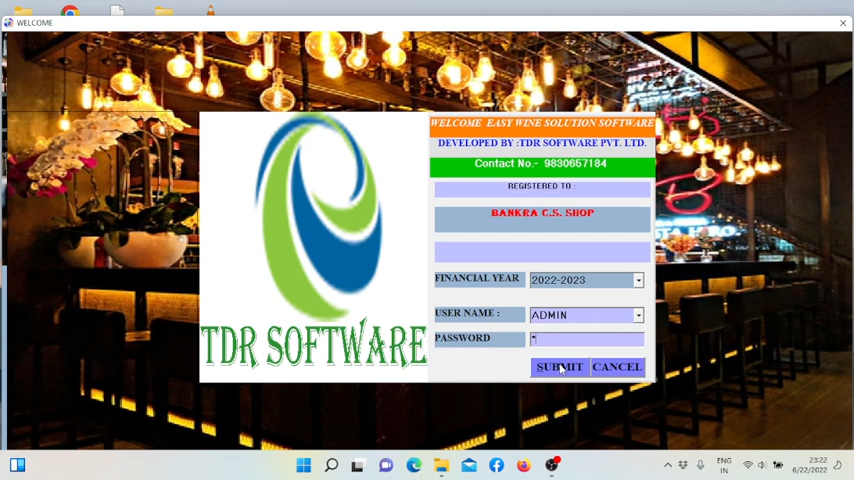 WELCOME
WELCOME EASY WINE SOLUTION SOFTWARE
DEVELOPED BY :TDR SOFTWARE PVT. LTD.
Contact No.- 9830657184
REGISTERED TO :
BANKRA C.S. SHOP
FINANCIAL YEAR 2022-2023
USER NAME : ADMIN
PASSWORD *
SUBMIT CANCEL
TDR SOFTWARE
ENG
IN
23:22
6/22/2022